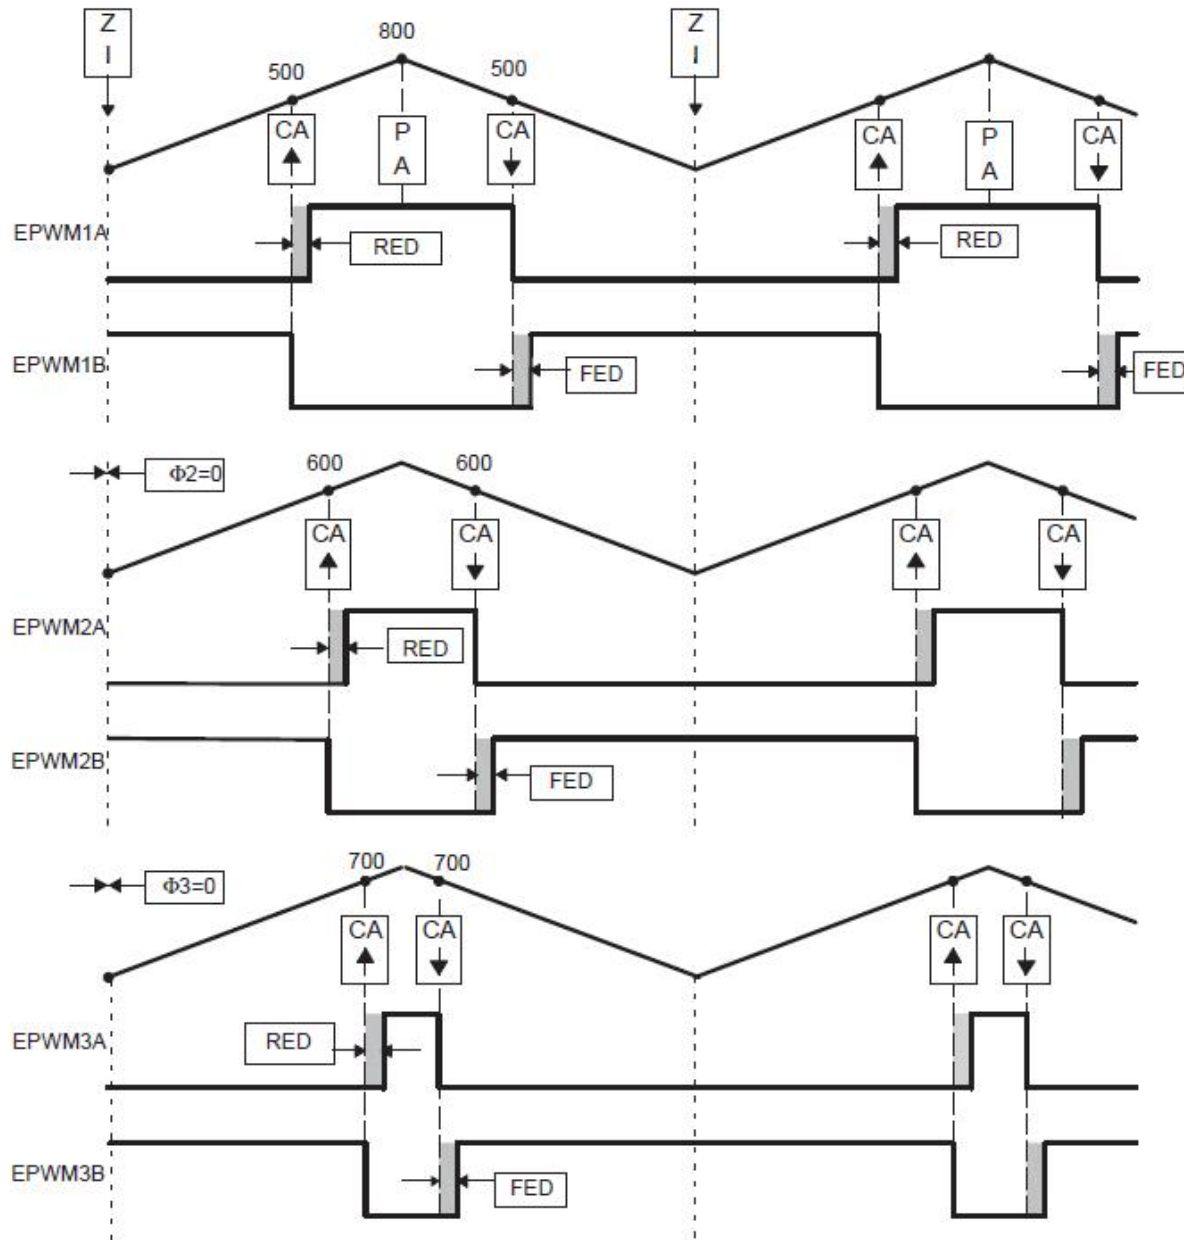 Z
I
Z
I
800
500
500
CA
P
A
CA
CA
P
A
CA
EPWM1A
RED
RED
EPWM1B
FED
FED
Φ2=0
600
600
CA
CA
CA
CA
EPWM2A
RED
EPWM2B
FED
Φ3=0
700
700
CA
CA
CA
CA
EPWM3A
RED
EPWM3B
FED